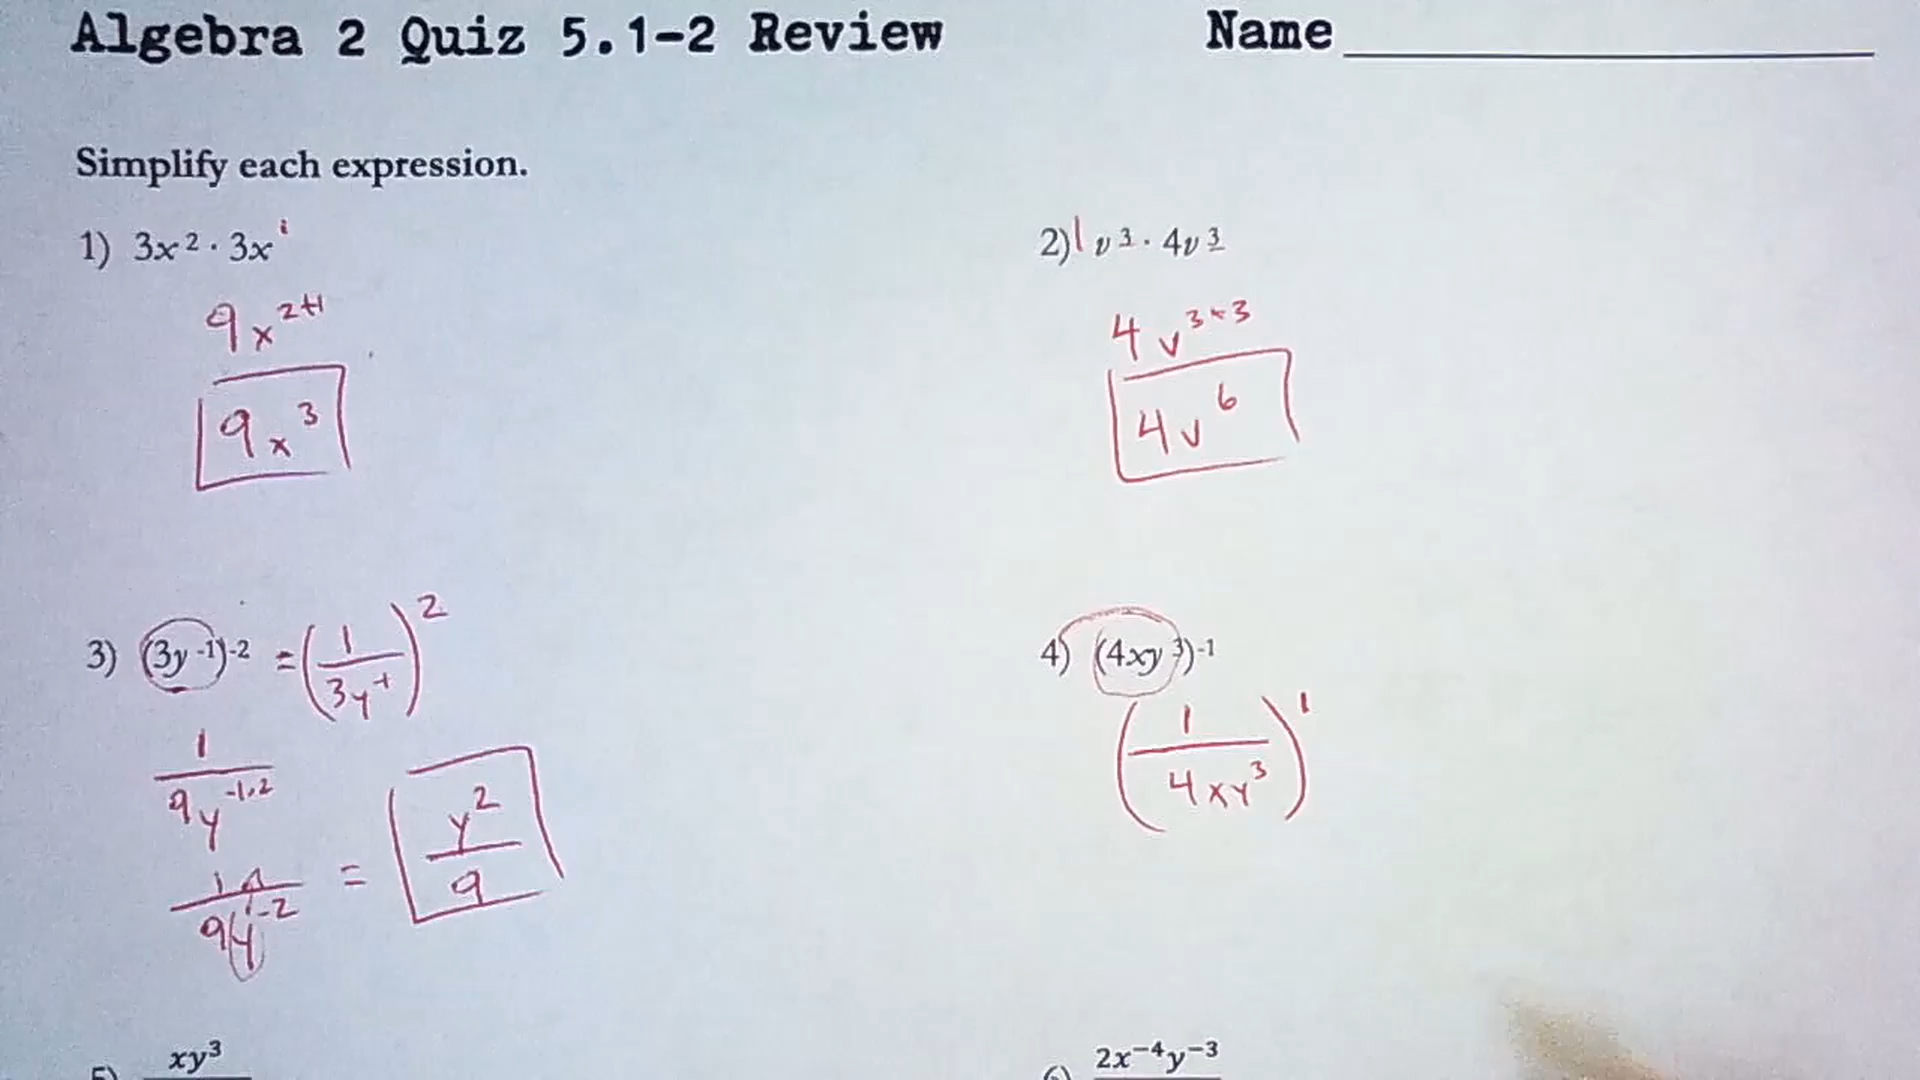 Algebra 2 Quiz 5.1-2 Review
Name
Simplify each expression.
1) 3x² · 3x¹
9x²⁺¹
9x³
2) 1v³ · 4v³
4v³⁺³
4v⁶
3) (3y⁻¹)⁻² = (1/3y⁻¹)²
1/9y⁻¹·²
1/9y⁻² = y²/9
4) (4xy³)⁻¹
(1/4xy³)¹
5) xy³
6) 2x⁻⁴y⁻³